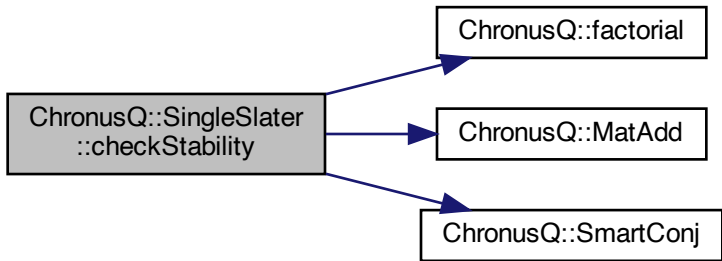 ChronusQ::SingleSlater
::checkStability
ChronusQ::factorial
ChronusQ::MatAdd
ChronusQ::SmartConj